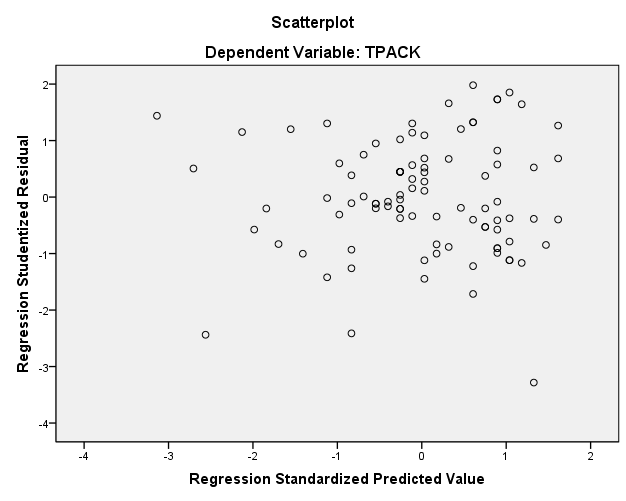 Scatterplot
Dependent Variable: TPACK
Regression Studentized Residual
2
1
0
-1
-2
-3
-4
-4 -3 -2 -1 0 1 2
Regression Standardized Predicted Value